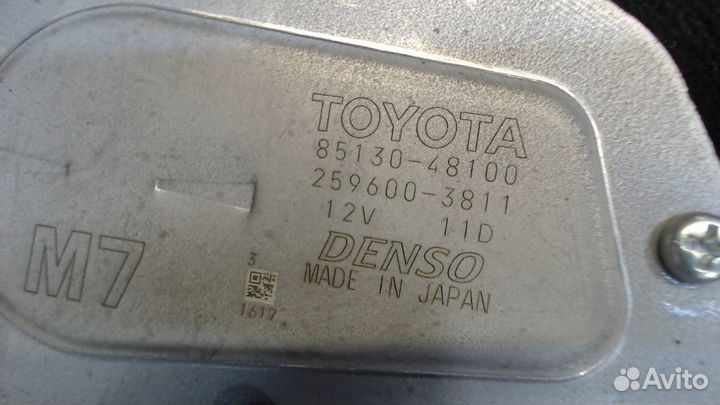 TOYOTA
85130-48100
259600-3811
12V 11D
DENSO
MADE IN JAPAN
M7
3
1617
Avito